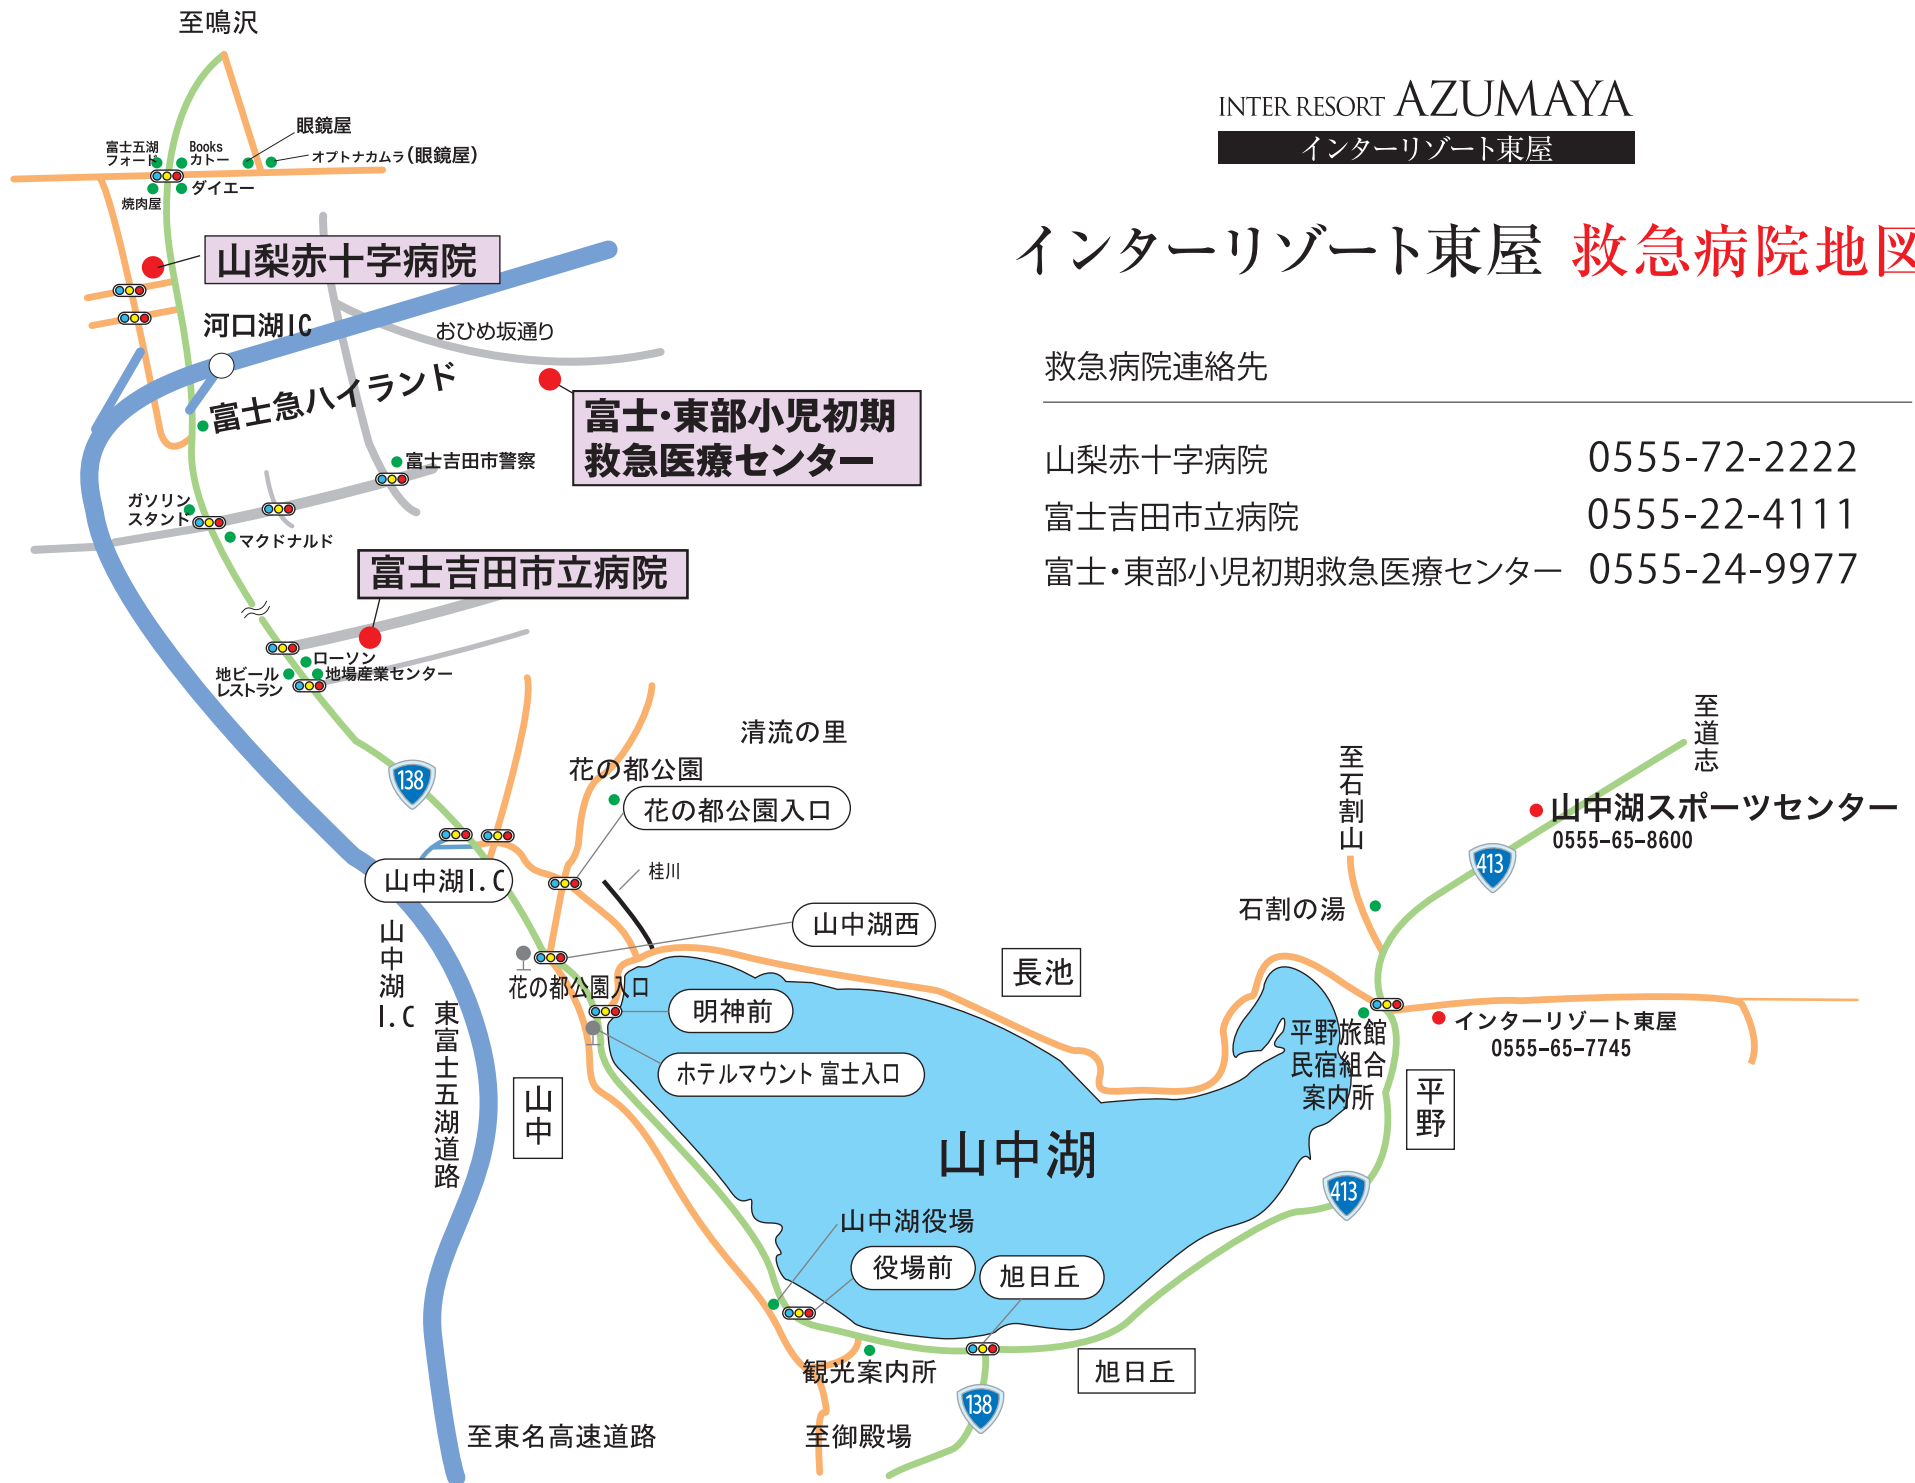 至鳴沢
INTER RESORT AZUMAYA
インターリゾート東屋
眼鏡屋
富士五湖
フォード
Books
カトー
オプトナカムラ(眼鏡屋)
ダイエー
焼肉屋
インターリゾート東屋 救急病院地図
山梨赤十字病院
河口湖IC
おひめ坂通り
富士急ハイランド
救急病院連絡先
富士・東部小児初期
救急医療センター
山梨赤十字病院 0555-72-2222
富士吉田市立病院 0555-22-4111
富士・東部小児初期救急医療センター 0555-24-9977
富士吉田市警察
ガソリン
スタンド
マクドナルド
富士吉田市立病院
ローソン
地場産業センター
地ビール
レストラン
清流の里
花の都公園
138
花の都公園入口
至道志
至石割山
山中湖スポーツセンター
0555-65-8600
413
桂川
山中湖I.C
山中湖西
石割の湯
山中湖I.C
長池
花の都公園入口
明神前
東富士五湖道路
平野旅館
民宿組合
案内所
インターリゾート東屋
0555-65-7745
ホテルマウント富士入口
山中
平野
山中湖
413
山中湖役場
役場前
旭日丘
観光案内所
旭日丘
138
至東名高速道路
至御殿場